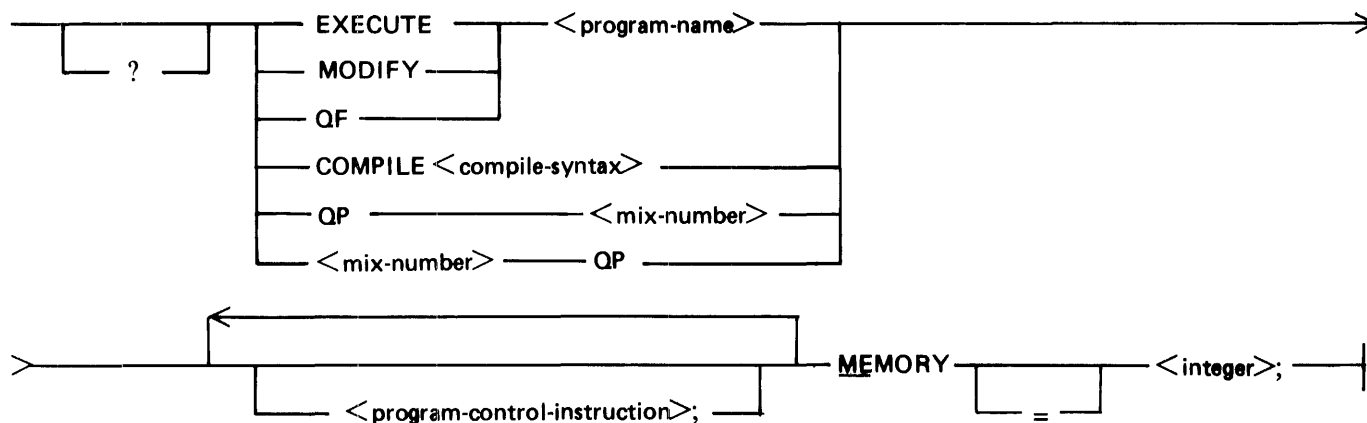 EXECUTE <program-name>
?
MODIFY
QF
COMPILE <compile-syntax>
QP <mix-number>
<mix-number> QP
MEMORY <integer>;
<program-control-instruction>; =